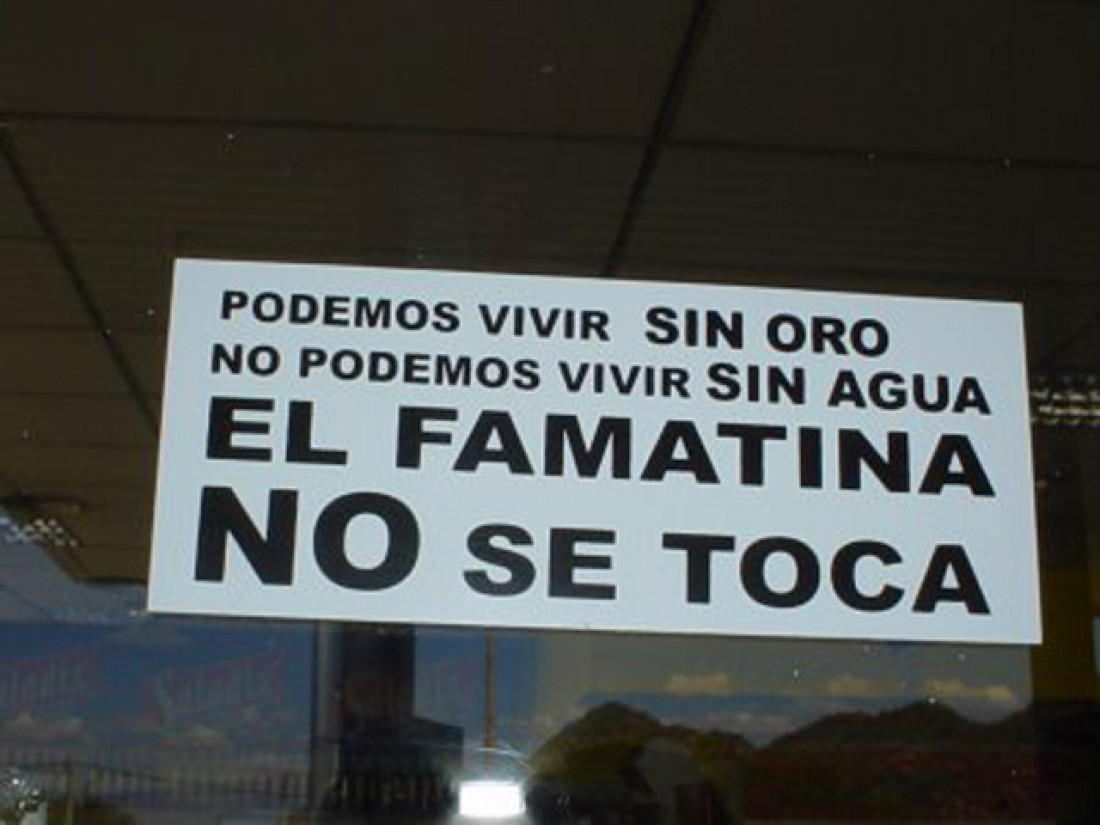 PODEMOS VIVIR SIN ORO
NO PODEMOS VIVIR SIN AGUA
EL FAMATINA
NO SE TOCA